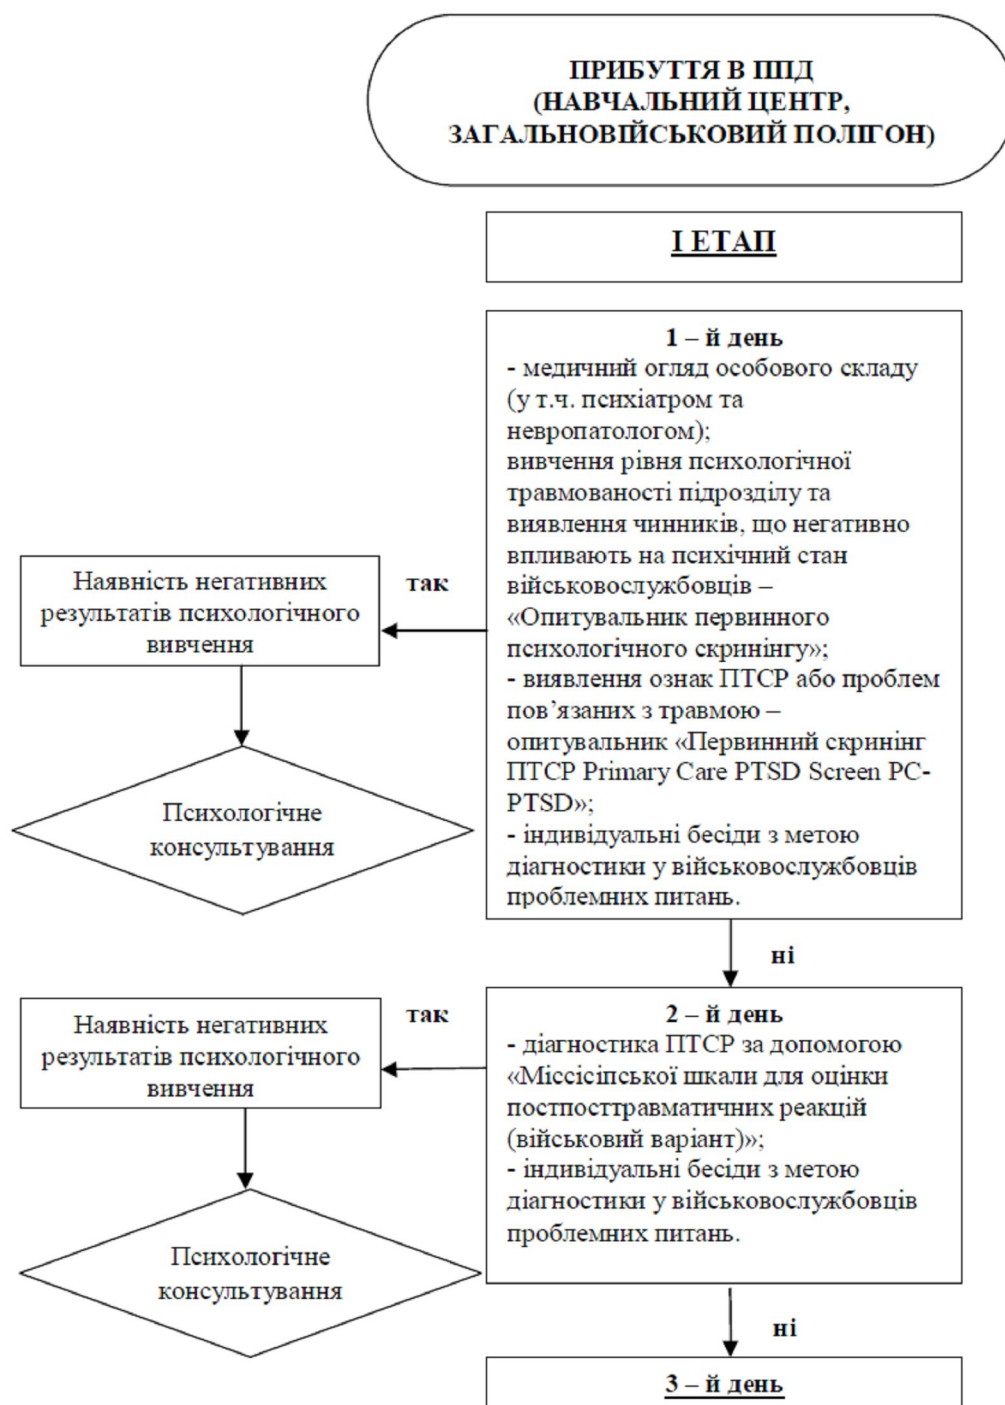 ПРИБУТТЯ В ППД
(НАВЧАЛЬНИЙ ЦЕНТР,
ЗАГАЛЬНОВІЙСЬКОВИЙ ПОЛІГОН)
І ЕТАП
1 – й день
- медичний огляд особового складу
(у т.ч. психіатром та
невропатологом);
вивчення рівня психологічної
травмованості підрозділу та
виявлення чинників, що негативно
впливають на психічний стан
військовослужбовців –
«Опитувальник первинного
психологічного скринінгу»;
- виявлення ознак ПТСР або проблем
пов’язаних з травмою –
опитувальник «Первинний скринінг
ПТСР Primary Care PTSD Screen PC-
PTSD»;
- індивідуальні бесіди з метою
діагностики у військовослужбовців
проблемних питань.
так
Наявність негативних
результатів психологічного
вивчення
Психологічне
консультування
ні
2 – й день
- діагностика ПТСР за допомогою
«Міссісіпської шкали для оцінки
постпосттравматичних реакцій
(військовий варіант)»;
- індивідуальні бесіди з метою
діагностики у військовослужбовців
проблемних питань.
так
Наявність негативних
результатів психологічного
вивчення
Психологічне
консультування
ні
3 – й день